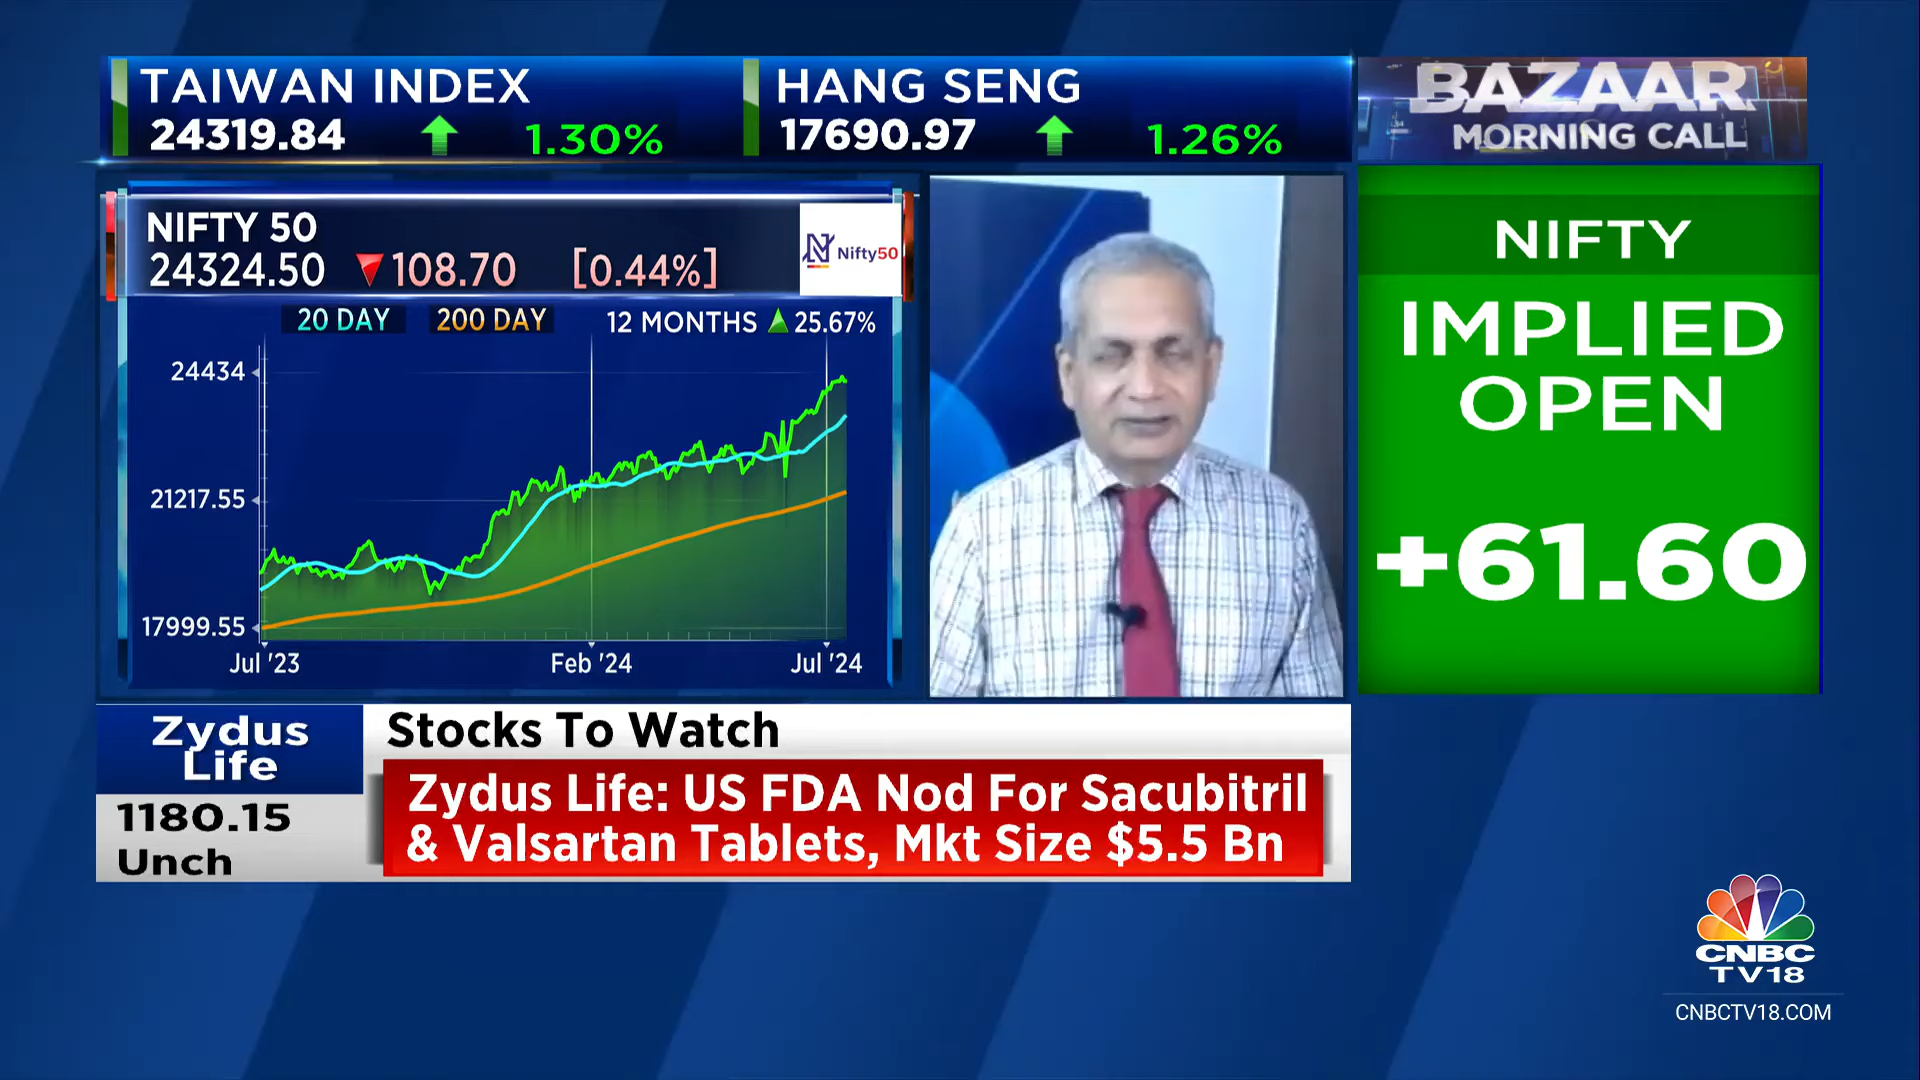 TAIWAN INDEX
24319.84 1.30%
HANG SENG
17690.97 1.26%
BAZAAR
MORNING CALL
NIFTY 50
24324.50 108.70 [0.44%]
Nifty50
20 DAY 200 DAY 12 MONTHS 25.67%
24434
21217.55
17999.55
Jul '23 Feb '24 Jul '24
NIFTY
IMPLIED
OPEN
+61.60
Zydus
Life
1180.15
Unch
Stocks To Watch
Zydus Life: US FDA Nod For Sacubitril
& Valsartan Tablets, Mkt Size $5.5 Bn
CNBC
TV18
CNBCTV18.COM